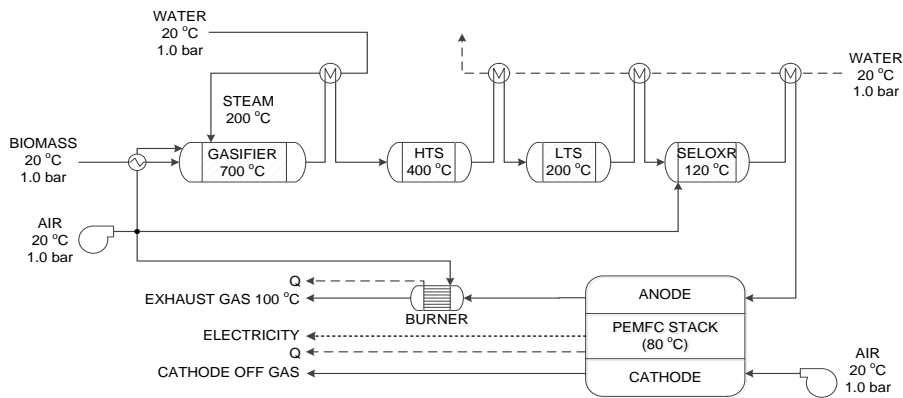 WATER
20 °C
1.0 bar
WATER
20 °C
1.0 bar
STEAM
200 °C
BIOMASS
20 °C
1.0 bar
GASIFIER
700 °C
HTS
400 °C
LTS
200 °C
SELOXR
120 °C
AIR
20 °C
1.0 bar
Q
EXHAUST GAS 100 °C
BURNER
ANODE
ELECTRICITY
PEMFC STACK
(80 °C)
Q
CATHODE OFF GAS
CATHODE
AIR
20 °C
1.0 bar